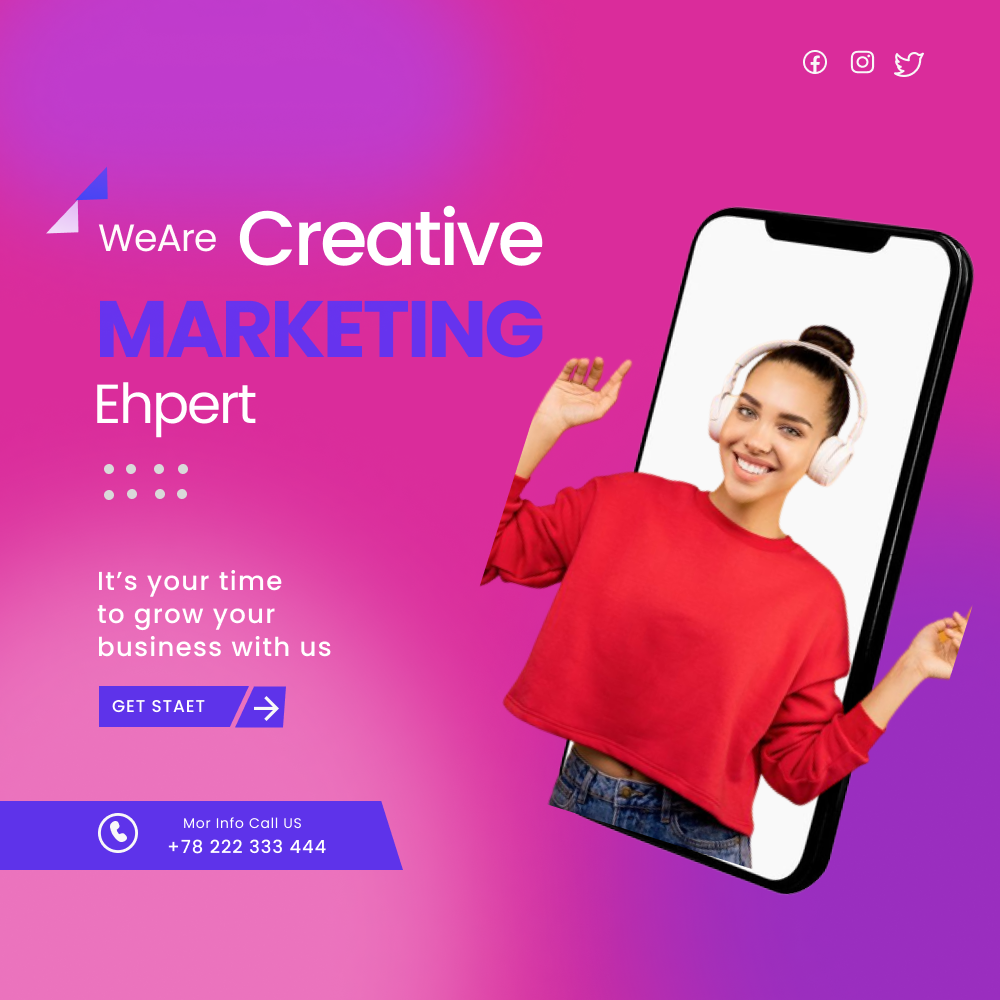 WeAre Creative
MARKETING
Ehpert
It’s your time
to grow your
business with us
GET STAET
Mor Info Call US
+78 222 333 444